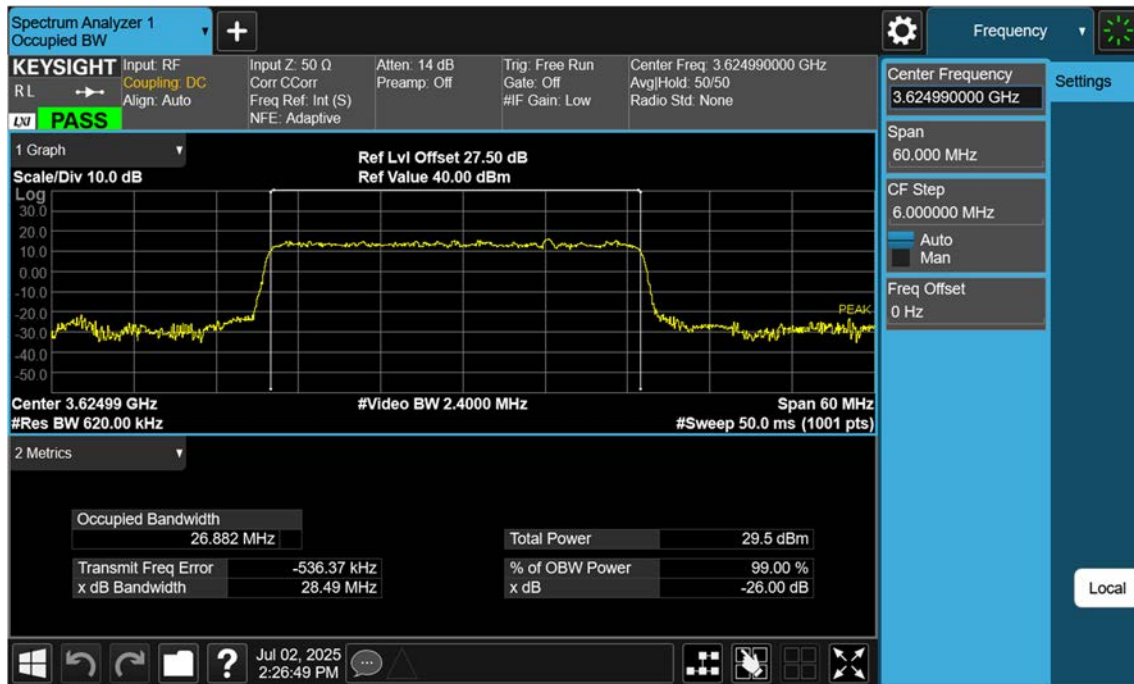 Spectrum Analyzer 1
Occupied BW
Frequency
KEYSIGHT
R L
LXI
PASS
Input: RF
Coupling: DC
Align: Auto
Input Z: 50 Ω
Corr CCorr
Freq Ref: Int (S)
NFE: Adaptive
Atten: 14 dB
Preamp: Off
Trig: Free Run
Gate: Off
#IF Gain: Low
Center Freq: 3.624990000 GHz
Avg|Hold: 50/50
Radio Std: None
Center Frequency
3.624990000 GHz
Settings
Span
60.000 MHz
CF Step
6.000000 MHz
Auto
Man
Freq Offset
0 Hz
Local
1 Graph
Scale/Div 10.0 dB
Ref Lvl Offset 27.50 dB
Ref Value 40.00 dBm
Log
30.0
20.0
10.0
0.00
-10.0
-20.0
-30.0
-40.0
-50.0
PEAK
Center 3.62499 GHz
#Video BW 2.4000 MHz
Span 60 MHz
#Res BW 620.00 kHz
#Sweep 50.0 ms (1001 pts)
2 Metrics
Occupied Bandwidth
26.882 MHz
Total Power 29.5 dBm
Transmit Freq Error -536.37 kHz
% of OBW Power 99.00 %
x dB Bandwidth 28.49 MHz
x dB -26.00 dB
?
Jul 02, 2025
2:26:49 PM